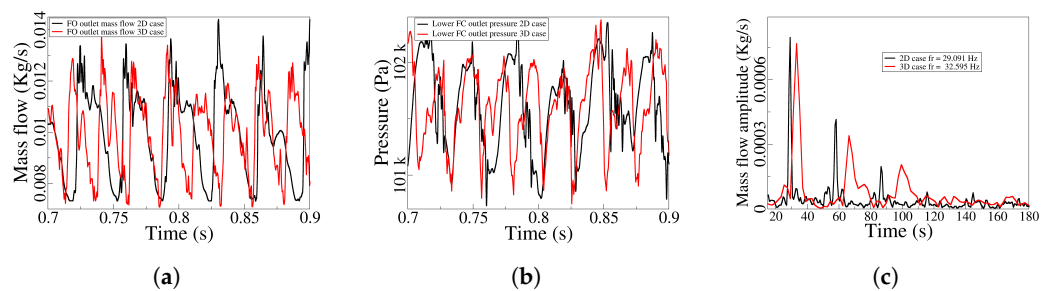 FO outlet mass flow 2D case
FO outlet mass flow 3D case
Mass flow (Kg/s)
0.014
0.012
0.01
0.008
0.7 0.75 0.8 0.85 0.9
Time (s)
(a)
Lower FC outlet pressure 2D case
Lower FC outlet pressure 3D case
Pressure (Pa)
102 k
101 k
0.7 0.75 0.8 0.85 0.9
Time (s)
(b)
2D case fr = 29.091 Hz
3D case fr = 32.595 Hz
Mass flow amplitude (Kg/s)
0.0006
0.0003
0
20 40 60 80 100 120 140 160 180
Time (s)
(c)